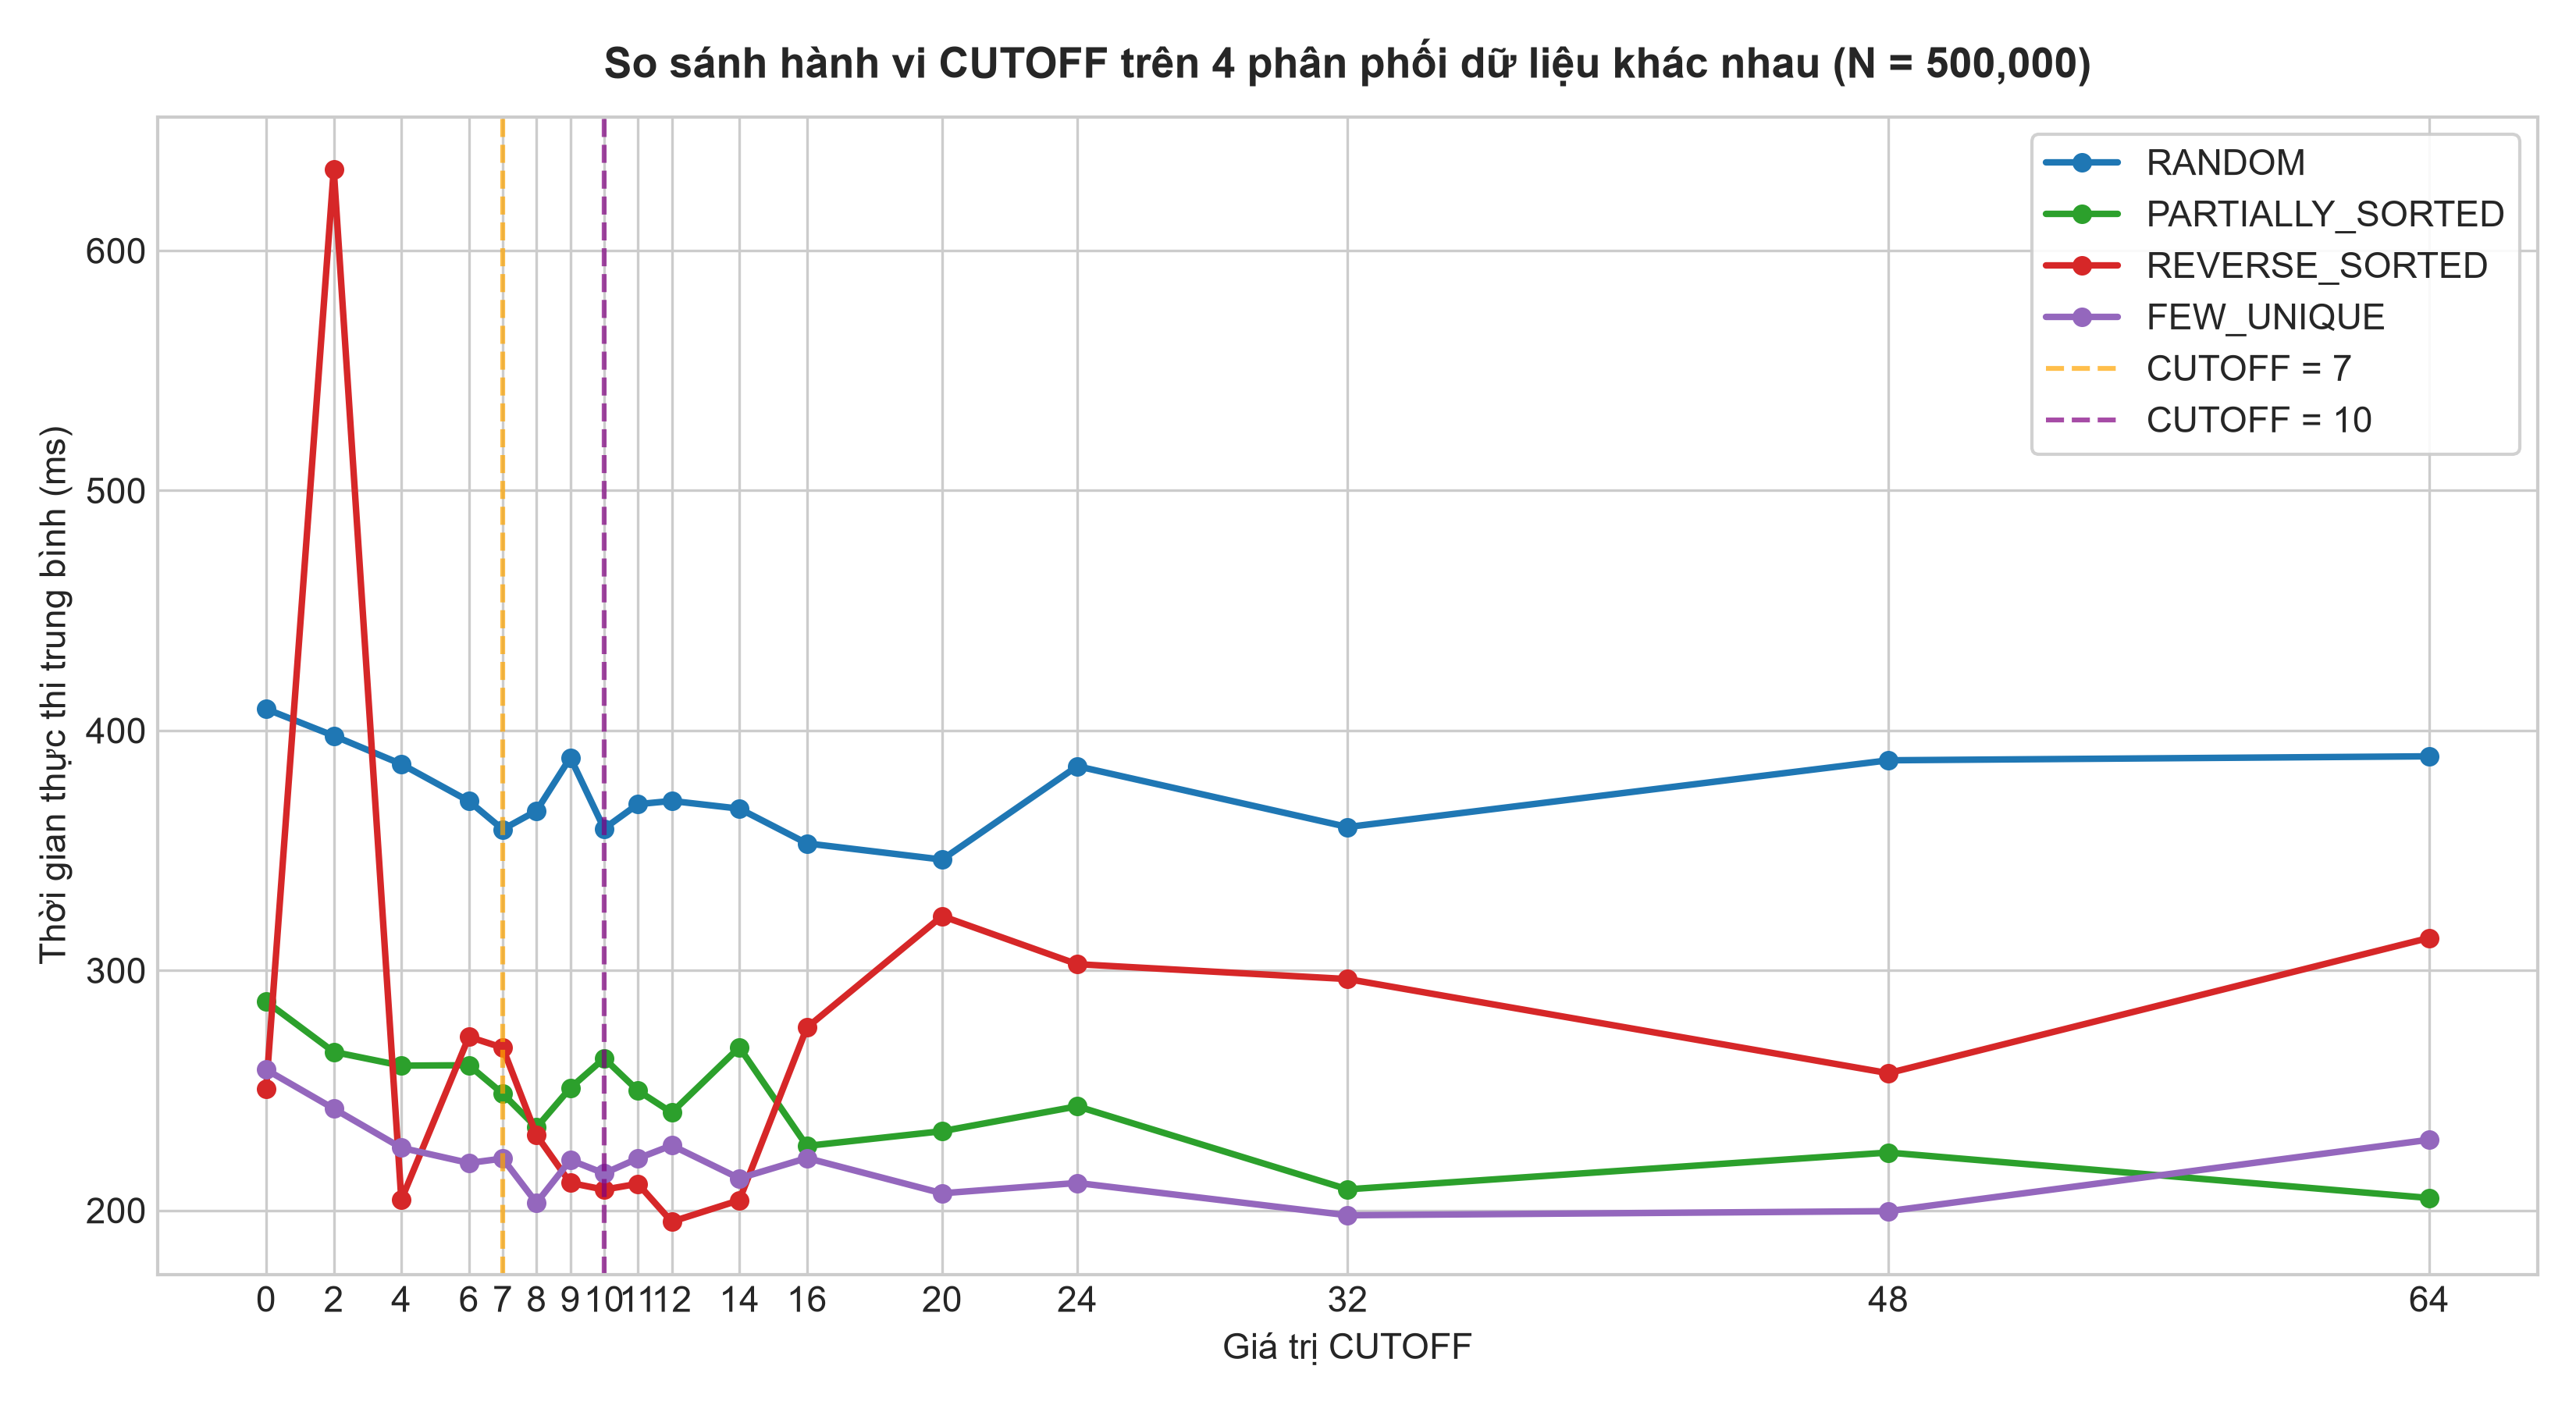 So sánh hành vi CUTOFF trên 4 phân phối dữ liệu khác nhau (N = 500,000)
RANDOM
PARTIALLY_SORTED
REVERSE_SORTED
FEW_UNIQUE
CUTOFF = 7
CUTOFF = 10
Thời gian thực thi trung bình (ms)
600
500
400
300
200
0 2 4 6 7 8 9 10 11 12 14 16 20 24 32 48 64
Giá trị CUTOFF